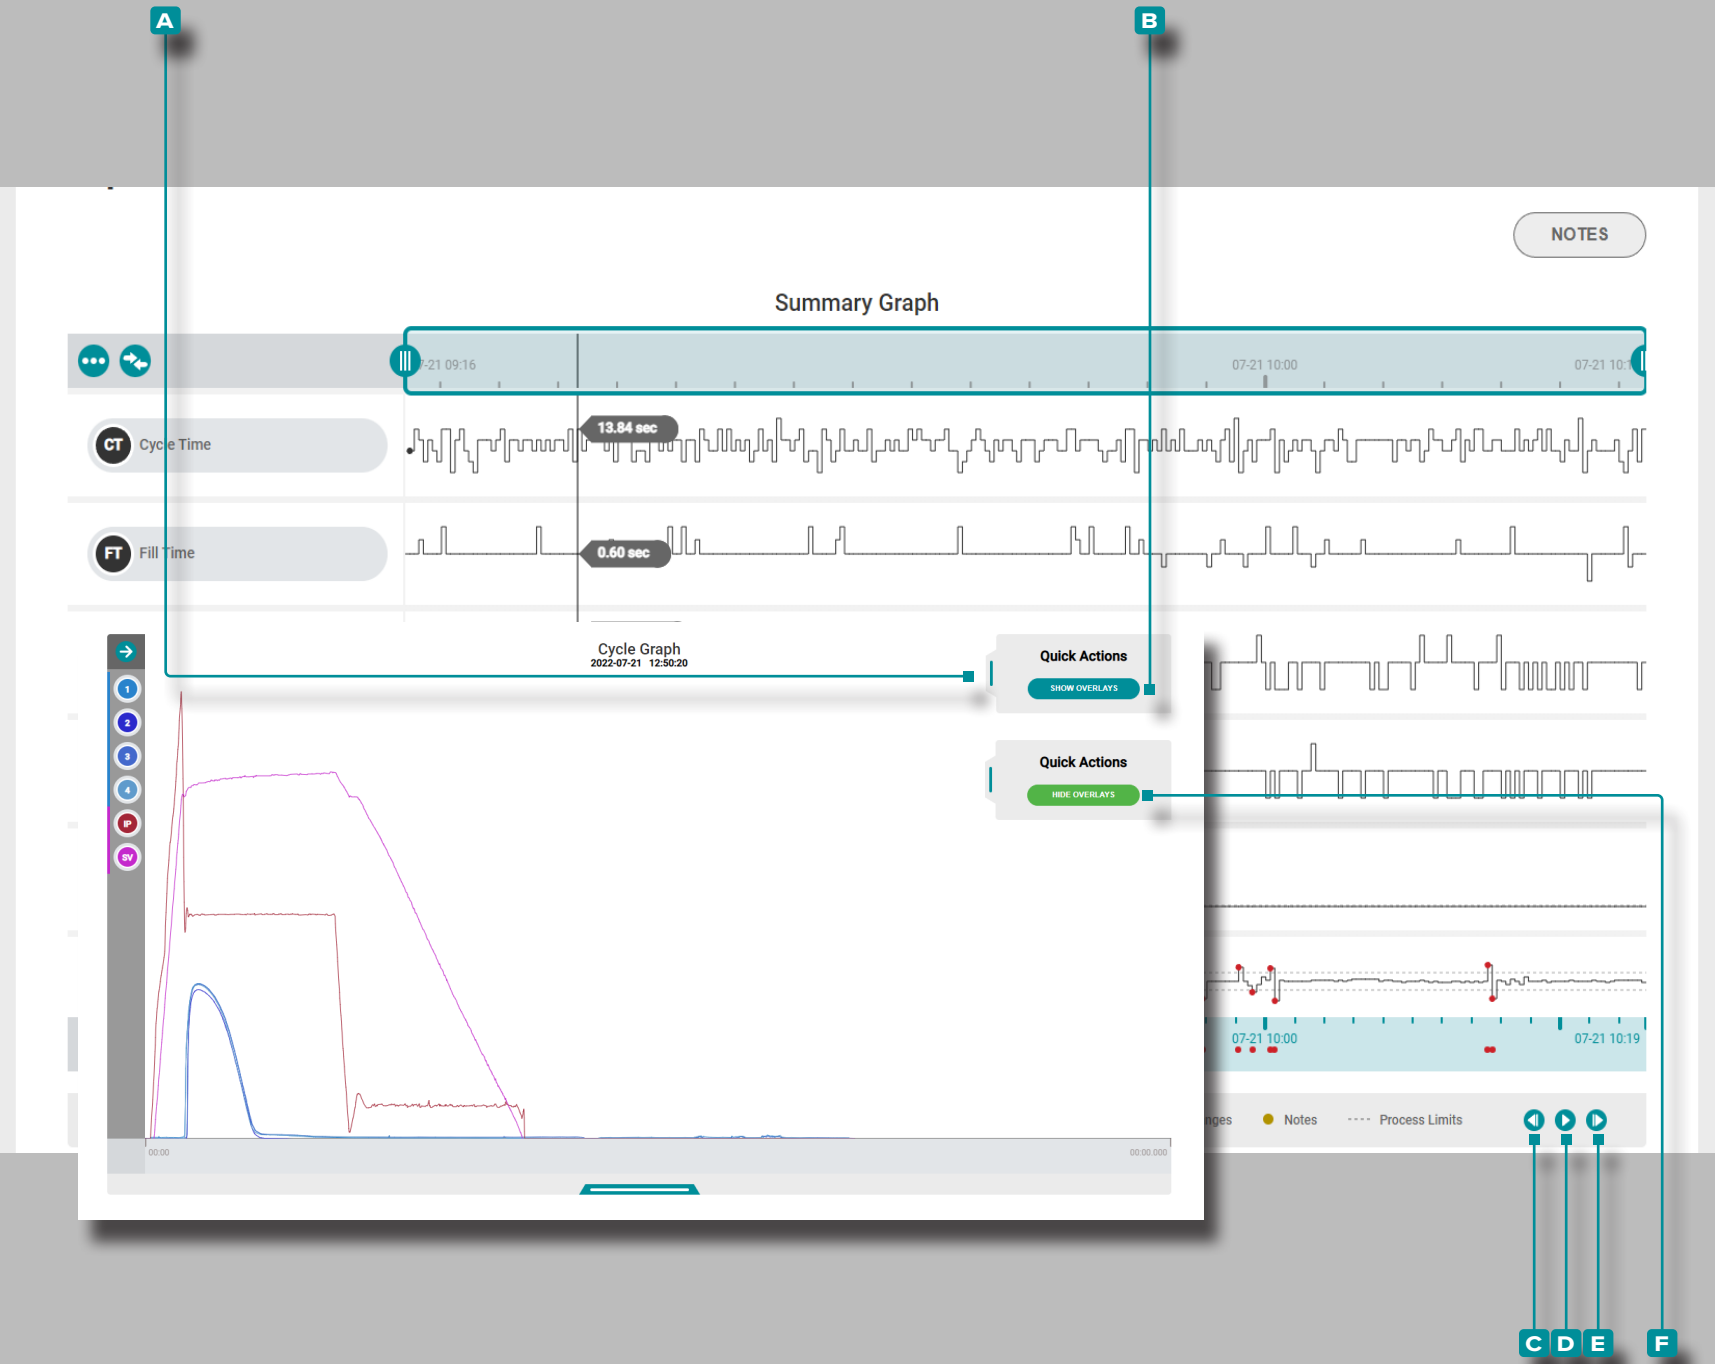 A
B
NOTES
Summary Graph
7-21 09:16
07-21 10:00
07-21 10:1
CT Cycle Time
13.84 sec
FT Fill Time
0.60 sec
Cycle Graph
2022-07-21 12:50:20
Quick Actions
SHOW OVERLAYS
Quick Actions
HIDE OVERLAYS
1
2
3
4
IP
SV
07-21 10:00
07-21 10:19
nges
Notes
Process Limits
00:00
00:00.000
C
D
E
F